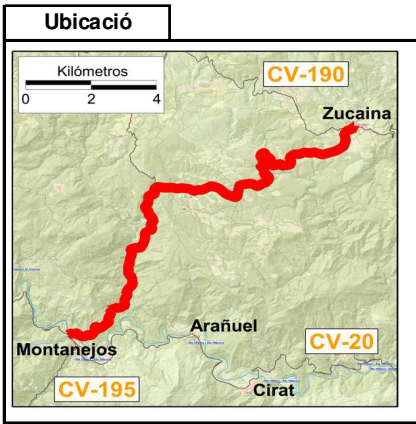 Ubicació
Kilómetros
0 2 4
CV-190
Zucaina
Arañuel
CV-20
Montanejos
CV-195
Cirat